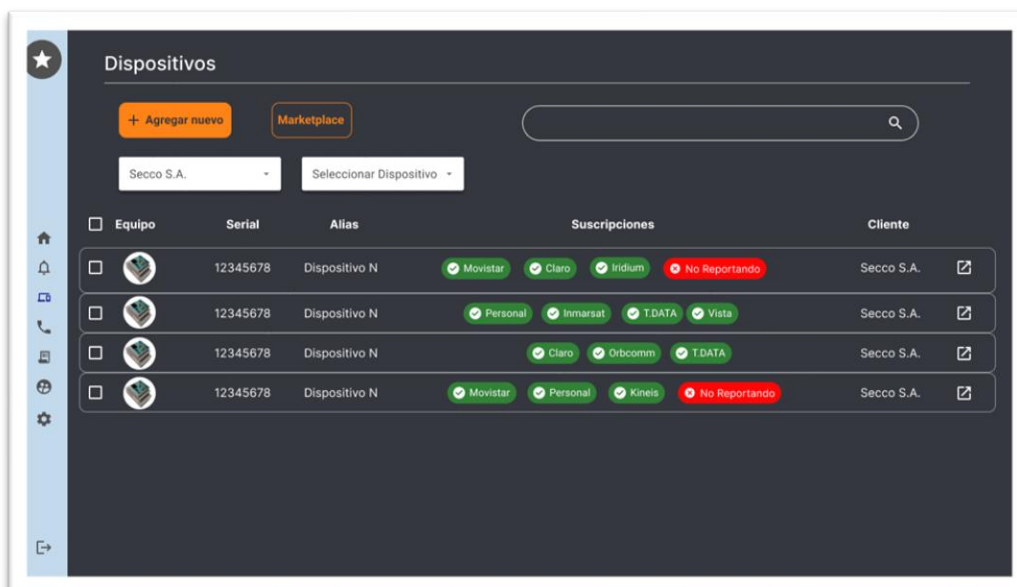 Dispositivos
+ Agregar nuevo Marketplace
Secco S.A. Seleccionar Dispositivo
Equipo Serial Alias Suscripciones Cliente
12345678 Dispositivo N Movistar Claro Iridium No Reportando Secco S.A.
12345678 Dispositivo N Personal Inmarsat T.DATA Vista Secco S.A.
12345678 Dispositivo N Claro Orbcomm T.DATA Secco S.A.
12345678 Dispositivo N Movistar Personal Kineis No Reportando Secco S.A.